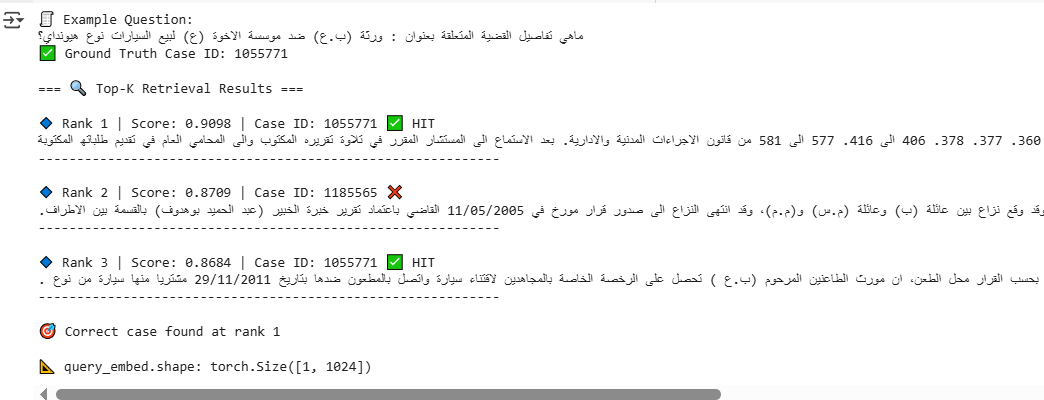 🧾 Example Question:
ماهي تفاصيل القضية المتعلقة بعنوان : ورثة (ب.ع) ضد موسسة الاخوة (ع) لبيع السيارات نوع هيونداي؟
✅ Ground Truth Case ID: 1055771
=== 🔍 Top-K Retrieval Results ===
🔹 Rank 1 | Score: 0.9098 | Case ID: 1055771 ✅ HIT
360. 377. 378. 406 الى 416. 577 الى 581 من قانون الاجراءات المدنية والادارية. بعد الاستماع الى المستشار المقرر في تلاوة تقريره المكتوب والى المحامي العام في تقديم طلباتها المكتوبة
------------------------------------------------------------
🔹 Rank 2 | Score: 0.8709 | Case ID: 1185565 ❌
وقد وقع نزاع بين عائلة (ب) وعائلة (م.س) و(م.م)، وقد انتهى النزاع الى صدور قرار مورخ في 11/05/2005 القاضي باعتماد تقرير خبرة الخبير (عبد الحميد بوهدوف) بالقسمة بين الاطراف.
------------------------------------------------------------
🔹 Rank 3 | Score: 0.8684 | Case ID: 1055771 ✅ HIT
بحسب القرار محل الطعن، ان مورث الطاعنين المرحوم (ب.ع ) تحصل على الرخصة الخاصة بالمجاهدين لاقتناء سيارة واتصل بالمطعون ضدها بتاريخ 29/11/2011 مشتريا منها سيارة من نوع .
------------------------------------------------------------
🎯 Correct case found at rank 1
📐 query_embed.shape: torch.Size([1, 1024])